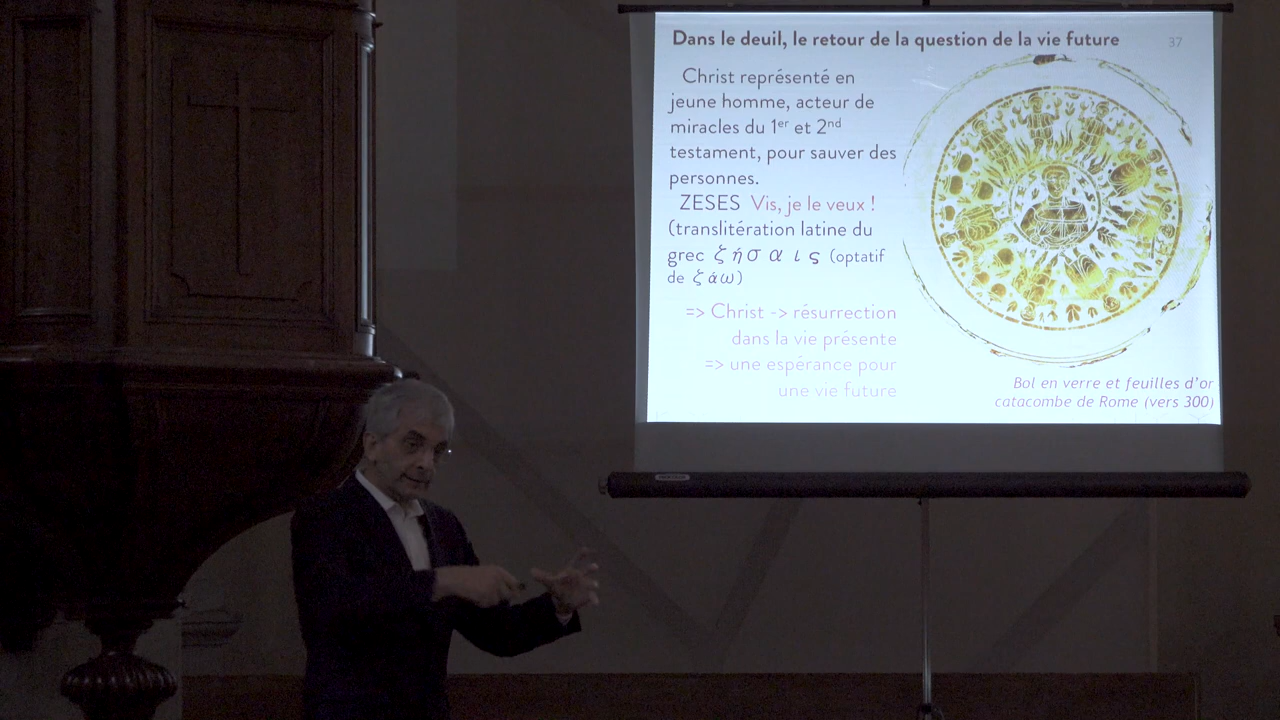 Dans le deuil, le retour de la question de la vie future
37
Christ représenté en
jeune homme, acteur de
miracles du 1er et 2nd
testament, pour sauver des
personnes.
ZESES Vis, je le veux !
(translitération latine du
grec ζήσαις (optatif
de ζάω)
=> Christ -> résurrection
dans la vie présente
=> une espérance pour
une vie future
Bol en verre et feuilles d'or
catacombe de Rome (vers 300)